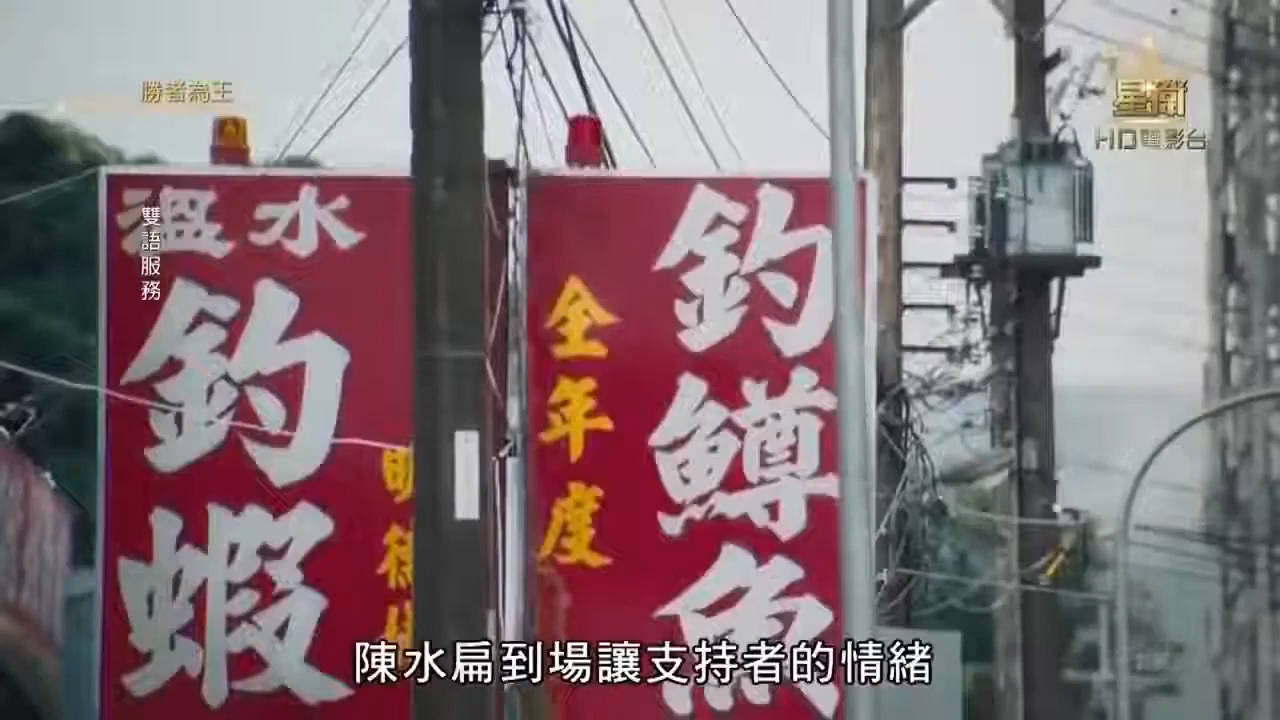 勝者為王
星衛
HD電影台
雙語服務
溫水
釣蝦
全年度
釣鱒魚
陳水扁到場讓支持者的情緒